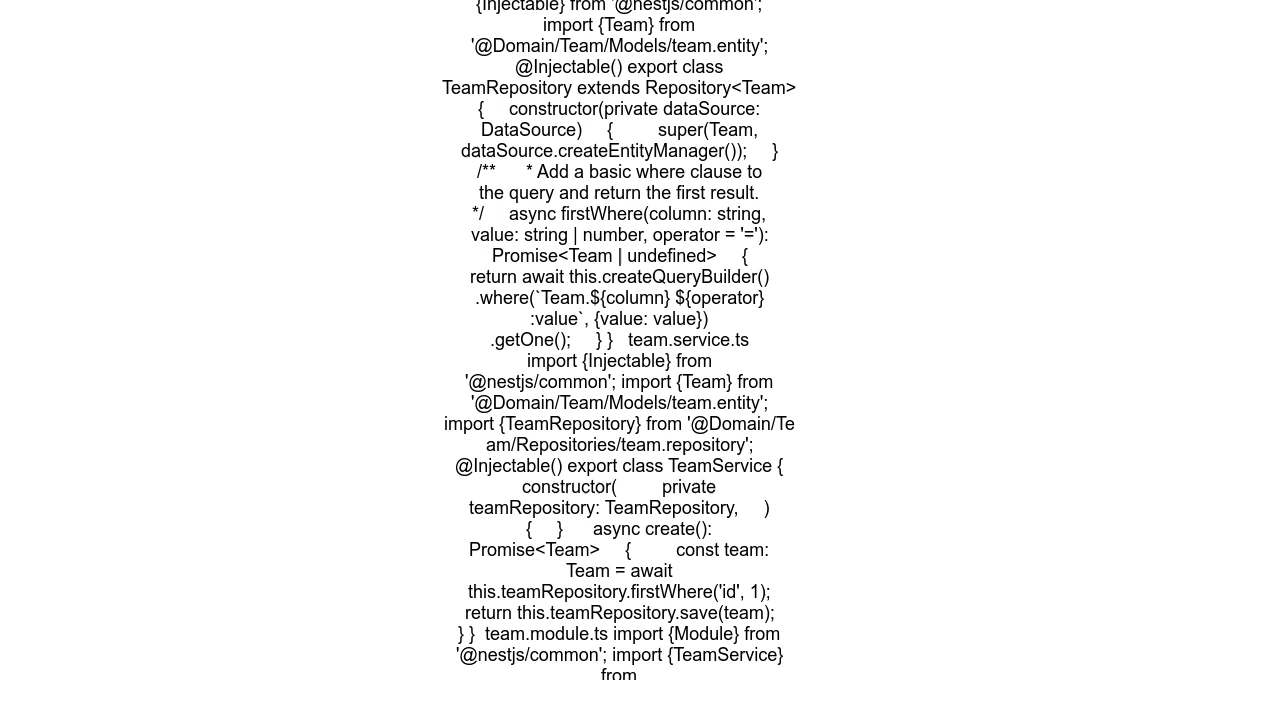 {Injectable} from '@nestjs/common';
import {Team} from
'@Domain/Team/Models/team.entity';
@Injectable() export class
TeamRepository extends Repository<Team>
{     constructor(private dataSource:
DataSource)     {         super(Team,
dataSource.createEntityManager());     }
/**      * Add a basic where clause to
the query and return the first result.
*/     async firstWhere(column: string,
value: string | number, operator = '='):
Promise<Team | undefined>     {
return await this.createQueryBuilder()
.where(`Team.${column} ${operator}
:value`, {value: value})
.getOne();     } }   team.service.ts
import {Injectable} from
'@nestjs/common'; import {Team} from
'@Domain/Team/Models/team.entity';
import {TeamRepository} from '@Domain/Te
am/Repositories/team.repository';
@Injectable() export class TeamService {
constructor(         private
teamRepository: TeamRepository,     )
{     }      async create():
Promise<Team>     {         const team:
Team = await
this.teamRepository.firstWhere('id', 1);
return this.teamRepository.save(team);
} }  team.module.ts import {Module} from
'@nestjs/common'; import {TeamService}
from